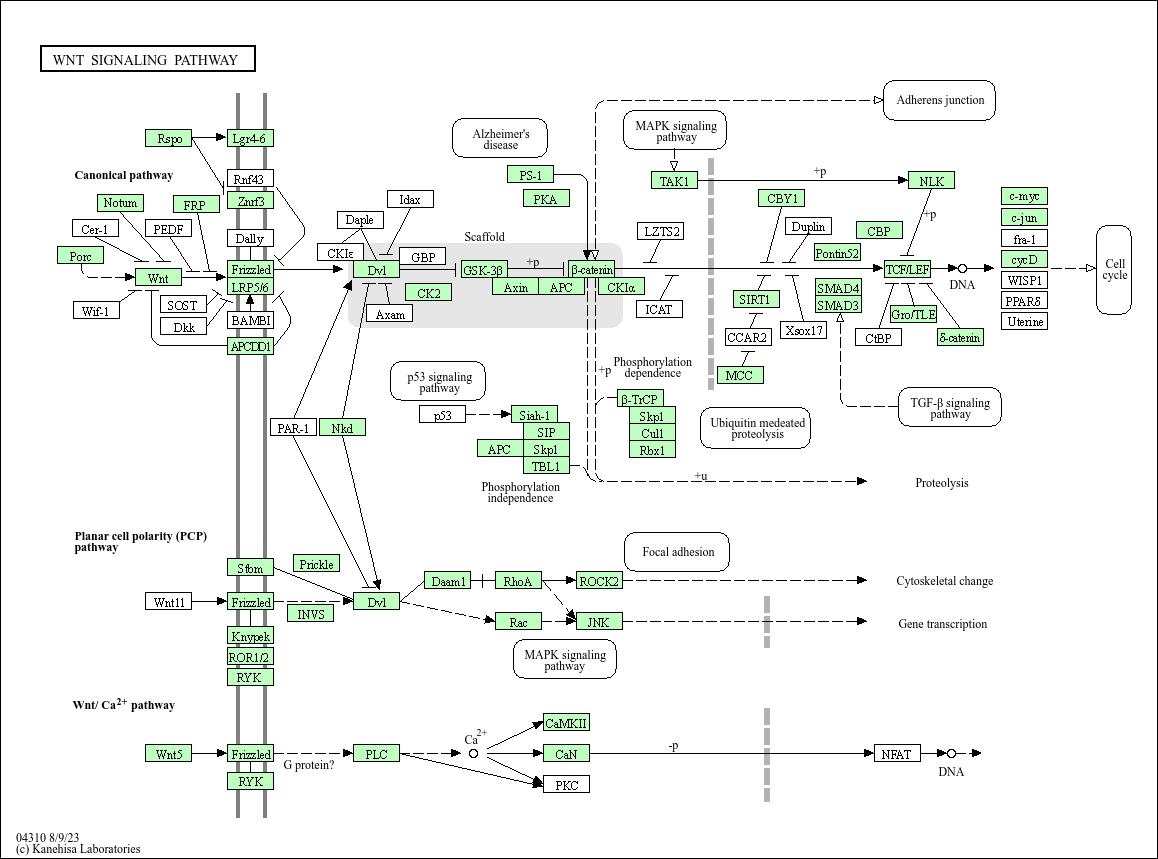 WNT SIGNALING PATHWAY
Adherens junction
Alzheimer's
disease
MAPK signaling
pathway
Rspo
Lgr4-6
Canonical pathway
Rnf43
PS-1
TAK1
+p
NLK
Notum
FRP
Znrf3
PKA
CBY1
c-myc
Idax
+p
Cer-1
PEDF
Daple
LZTS2
Duplin
CBP
c-jun
Dally
Scaffold
fra-1
Porc
CKIε
GBP
Pontin52
cycD
Cell
cycle
Wnt
Frizzled
Dvl
GSK-3β
+p
β-catenin
TCF/LEF
DNA
WISP1
LRP5/6
CK2
Axin
APC
CKIα
SIRT1
SMAD4
SMAD3
PPARδ
Wif-1
SOST
BAMBI
Axam
ICAT
Gro/TLE
Uterine
Dkk
CCAR2
Xsox17
CtBP
δ-catenin
APCDD1
p53 signaling
pathway
+p
Phosphorylation
dependence
MCC
p53
Siah-1
β-TrCP
TGF-β signaling
pathway
PAR-1
Nkd
SIP
Skp1
Cul1
Ubiquitin medeated
proteolysis
APC
Skp1
Rbx1
TBL1
+u
Phosphorylation
independence
Proteolysis
Planar cell polarity (PCP)
pathway
Focal adhesion
Stbm
Prickle
Daam1
RhoA
ROCK2
Cytoskeletal change
Wnt11
Frizzled
INVS
Dvl
Rac
JNK
Gene transcription
Knypek
ROR1/2
RYK
MAPK signaling
pathway
Wnt/ Ca2+ pathway
CaMKII
Ca2+
Wnt5
Frizzled
G protein?
PLC
CaN
-p
NFAT
DNA
RYK
PKC
04310 8/9/23
(c) Kanehisa Laboratories